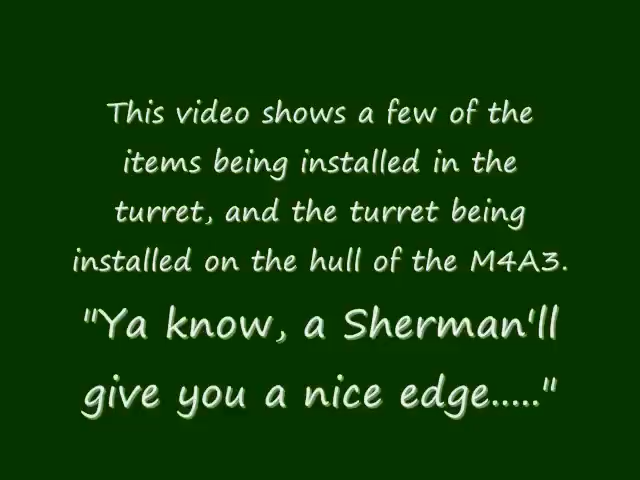 This video shows a few of the
items being installed in the
turret, and the turret being
installed on the hull of the M4A3.
"Ya know, a Sherman'll
give you a nice edge....."